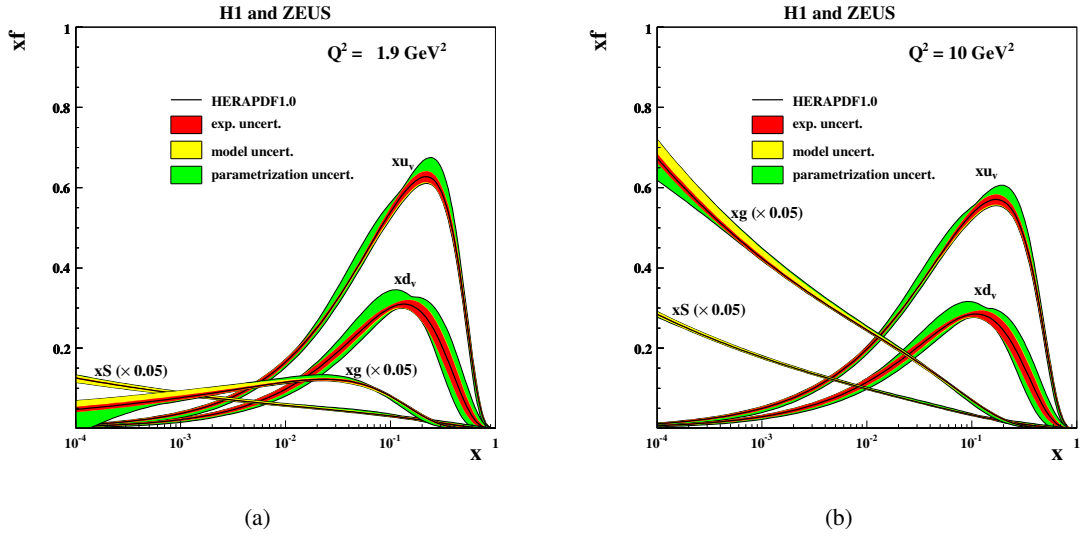 H1 and ZEUS
xf
1
Q² = 1.9 GeV²
0.8
HERAPDF1.0
exp. uncert.
model uncert.
parametrization uncert.
xuᵥ
0.6
0.4
xdᵥ
0.2
xS (× 0.05)
xg (× 0.05)
10⁻⁴
10⁻³
10⁻²
10⁻¹
1
x
(a)
H1 and ZEUS
xf
1
Q² = 10 GeV²
0.8
HERAPDF1.0
exp. uncert.
model uncert.
parametrization uncert.
xuᵥ
0.6
xg (× 0.05)
0.4
xdᵥ
xS (× 0.05)
0.2
10⁻⁴
10⁻³
10⁻²
10⁻¹
1
x
(b)